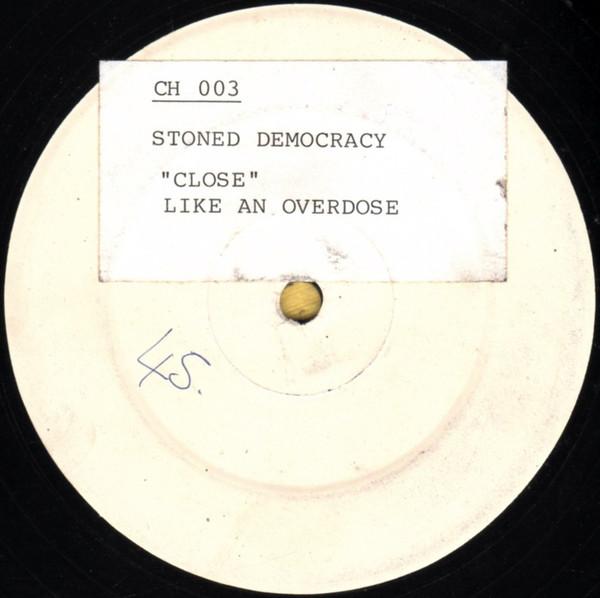 CH 003
STONED DEMOCRACY
"CLOSE"
LIKE AN OVERDOSE
45.